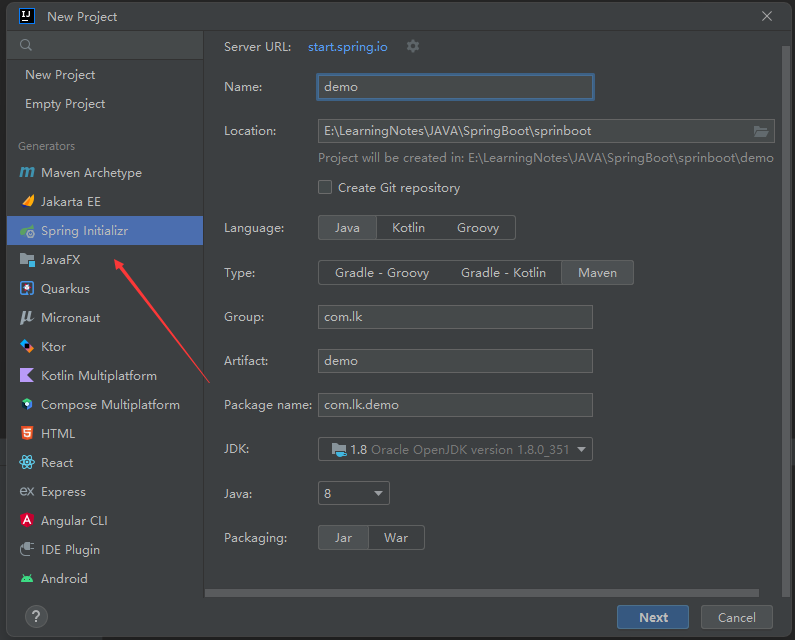 New Project
New Project
Empty Project
Generators
Maven Archetype
Jakarta EE
Spring Initializr
JavaFX
Quarkus
Micronaut
Ktor
Kotlin Multiplatform
Compose Multiplatform
HTML
React
ex Express
Angular CLI
IDE Plugin
Android
Server URL: start.spring.io
Name: demo
Location: E:\LearningNotes\JAVA\SpringBoot\sprinboot
Project will be created in: E:\LearningNotes\JAVA\SpringBoot\sprinboot\demo
Create Git repository
Language: Java Kotlin Groovy
Type: Gradle - Groovy Gradle - Kotlin Maven
Group: com.lk
Artifact: demo
Package name: com.lk.demo
JDK: 1.8 Oracle OpenJDK version 1.8.0_351
Java: 8
Packaging: Jar War
? Next Cancel